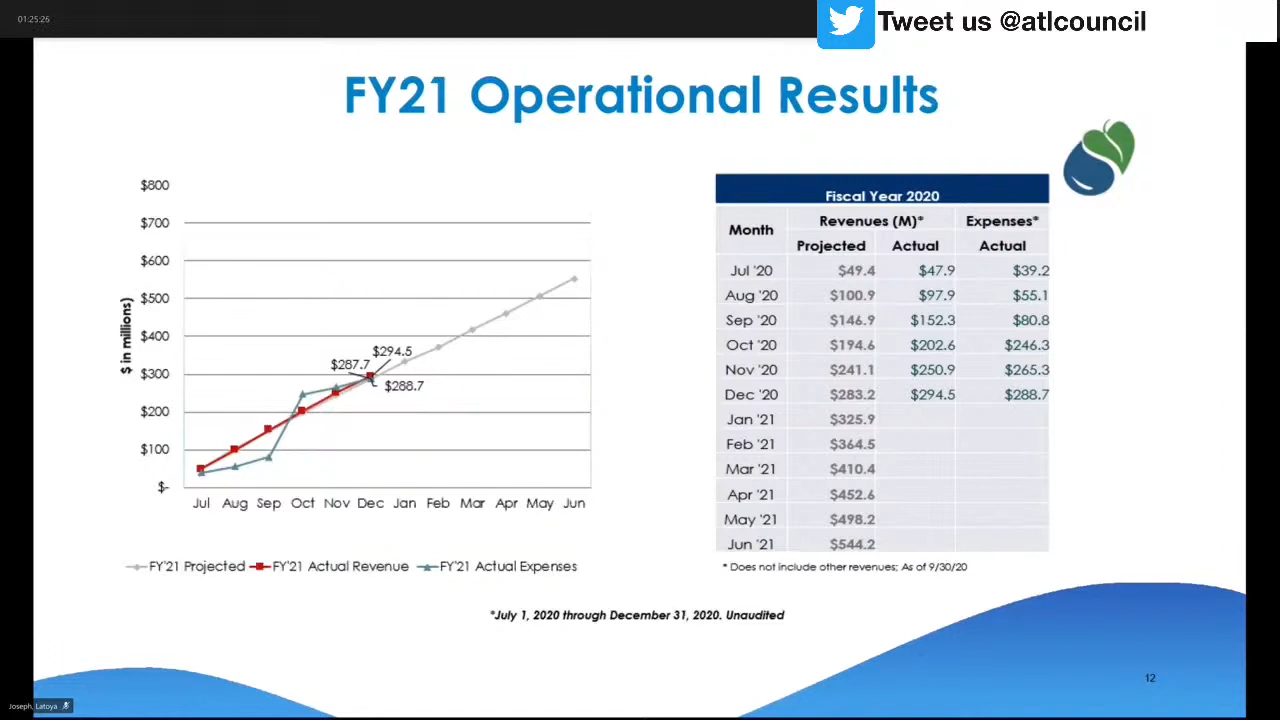 01:25:26
Tweet us @atlcouncil
FY21 Operational Results
$800
$700
$600
$500
$400
$300
$200
$100
$-
$ in millions)
$287.7
$294.5
$288.7
Jul Aug Sep Oct Nov Dec Jan Feb Mar Apr May Jun
FY'21 Projected FY'21 Actual Revenue FY'21 Actual Expenses
Fiscal Year 2020
Month Revenues (M)* Expenses*
Projected Actual Actual
Jul '20 $49.4 $47.9 $39.2
Aug '20 $100.9 $97.9 $55.1
Sep '20 $146.9 $152.3 $80.8
Oct '20 $194.6 $202.6 $246.3
Nov '20 $241.1 $250.9 $265.3
Dec '20 $283.2 $294.5 $288.7
Jan '21 $325.9
Feb '21 $364.5
Mar '21 $410.4
Apr '21 $452.6
May '21 $498.2
Jun '21 $544.2
* Does not include other revenues; As of 9/30/20
*July 1, 2020 through December 31, 2020. Unaudited
12
Joseph, Latoya